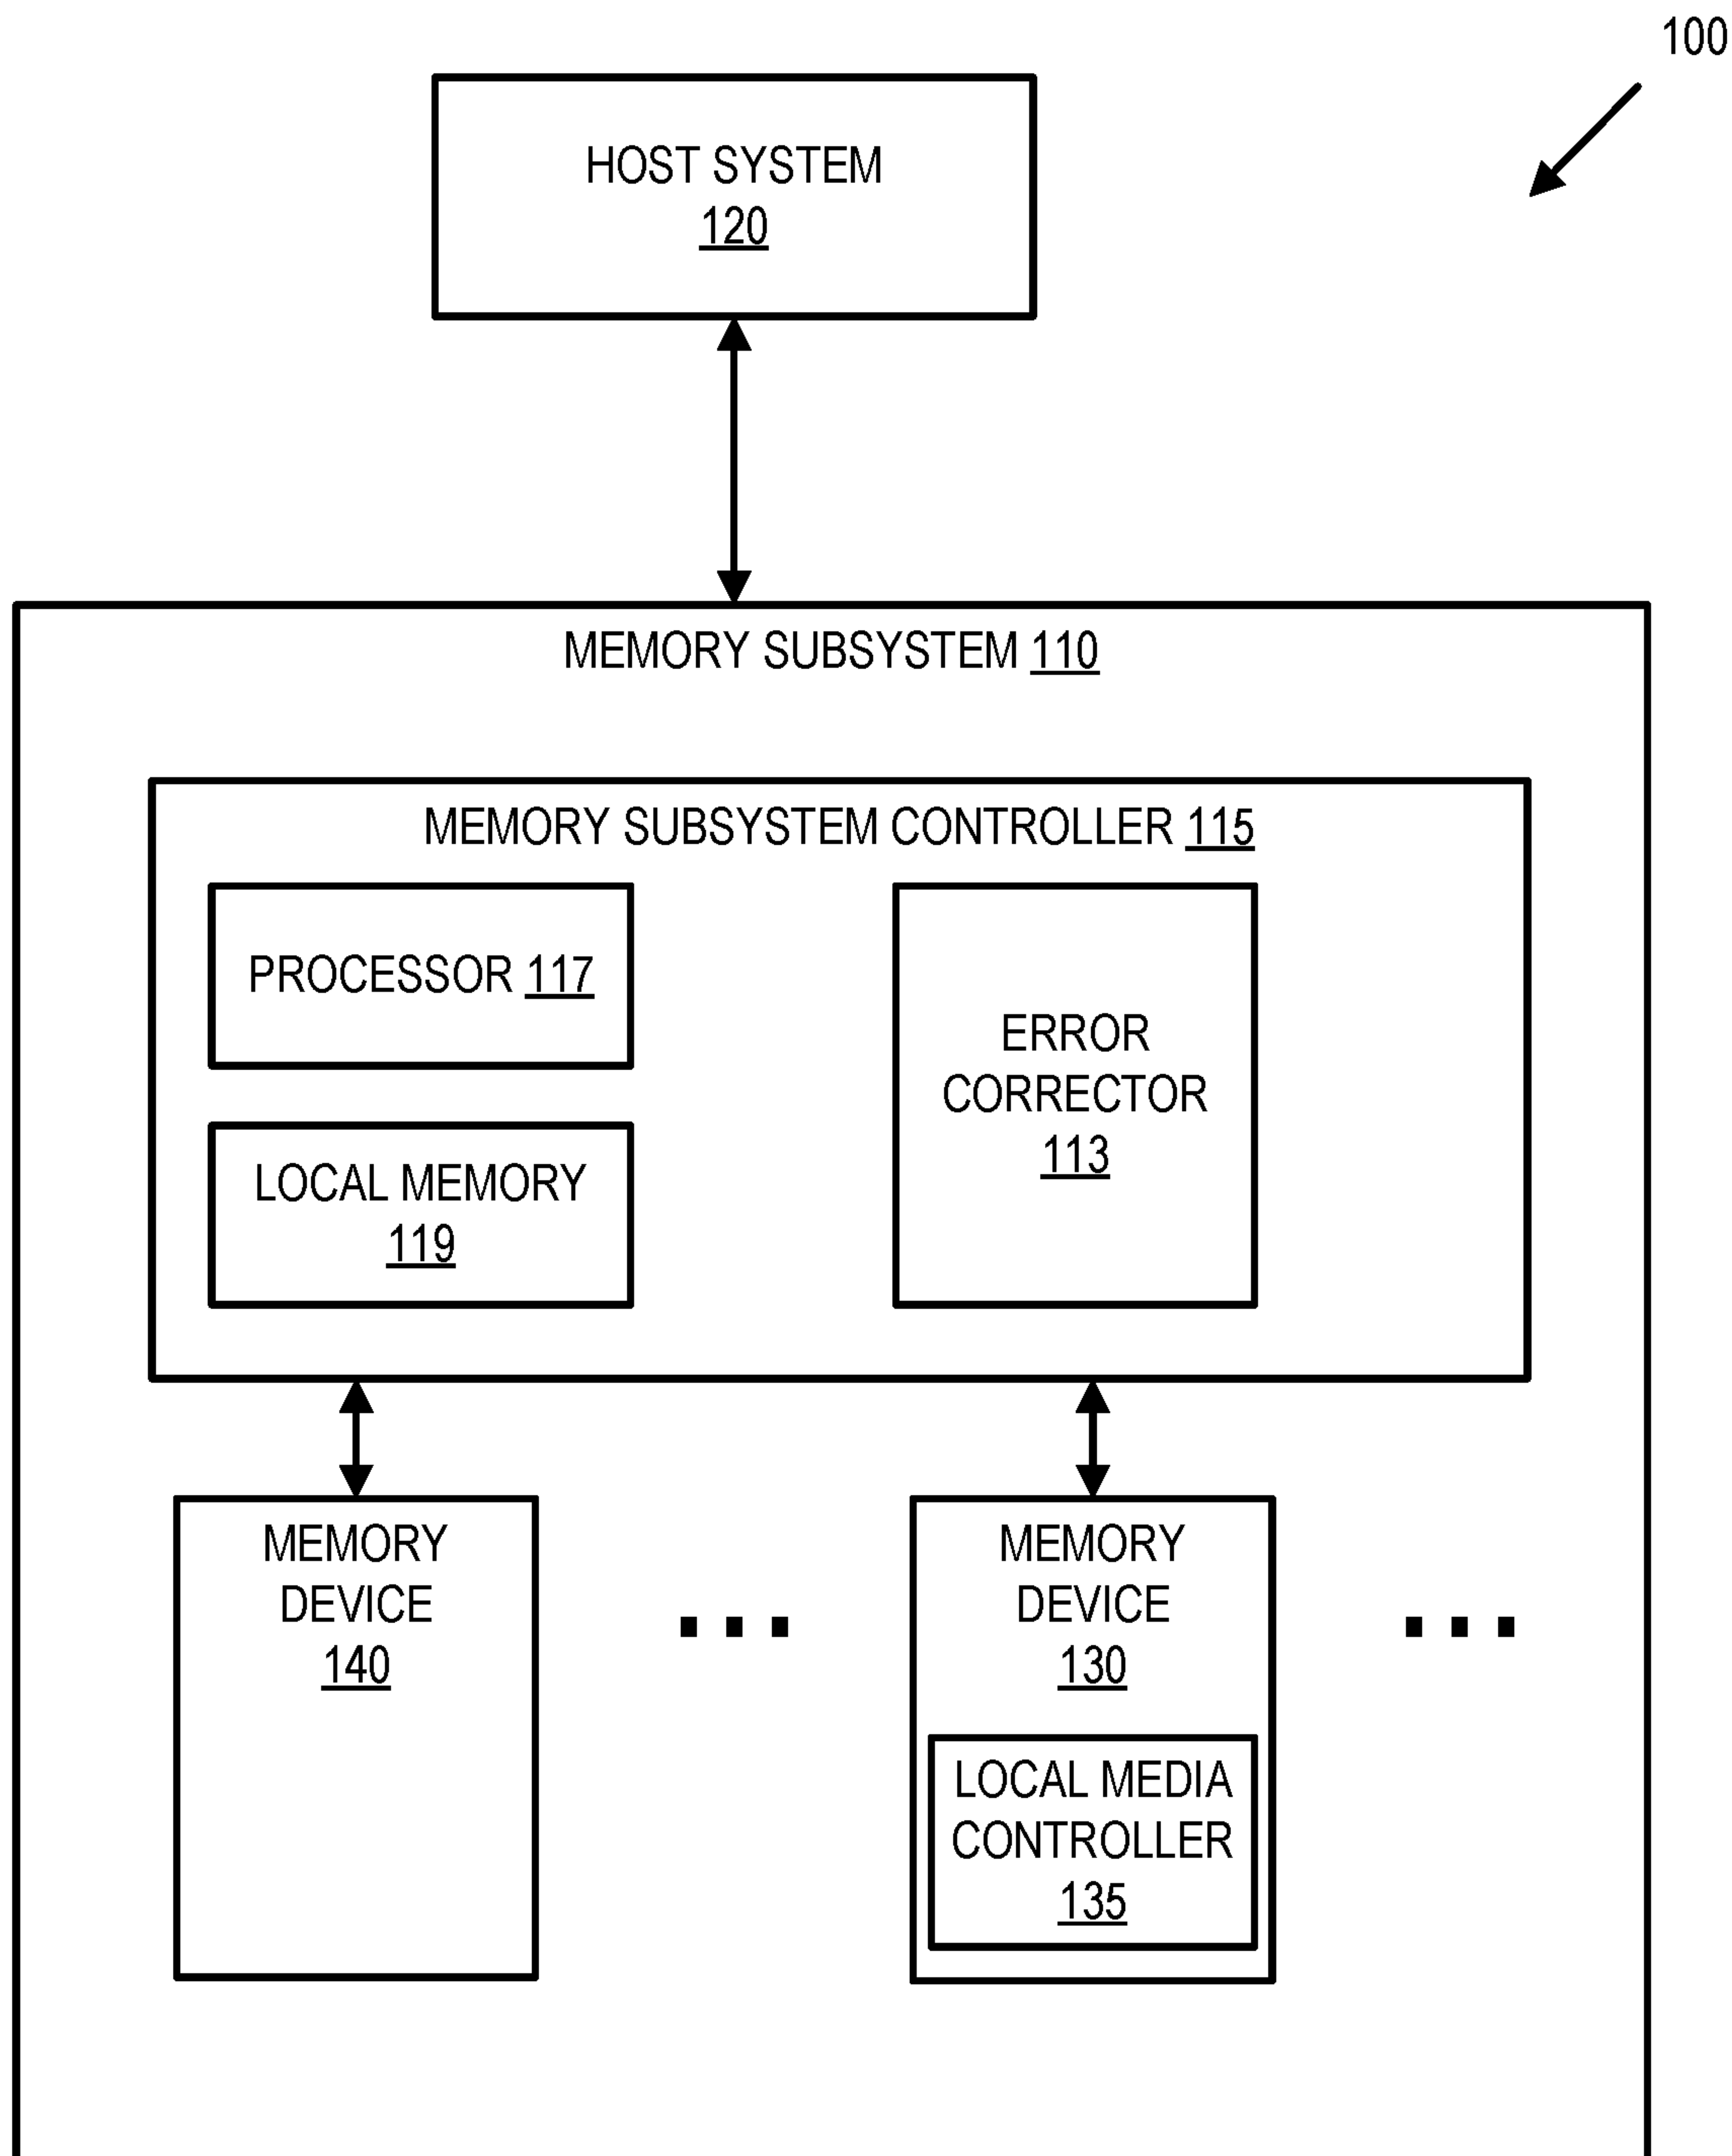 100
HOST SYSTEM
120
MEMORY SUBSYSTEM 110
MEMORY SUBSYSTEM CONTROLLER 115
PROCESSOR 117
LOCAL MEMORY
119
ERROR
CORRECTOR
113
MEMORY
DEVICE
140
MEMORY
DEVICE
130
LOCAL MEDIA
CONTROLLER
135